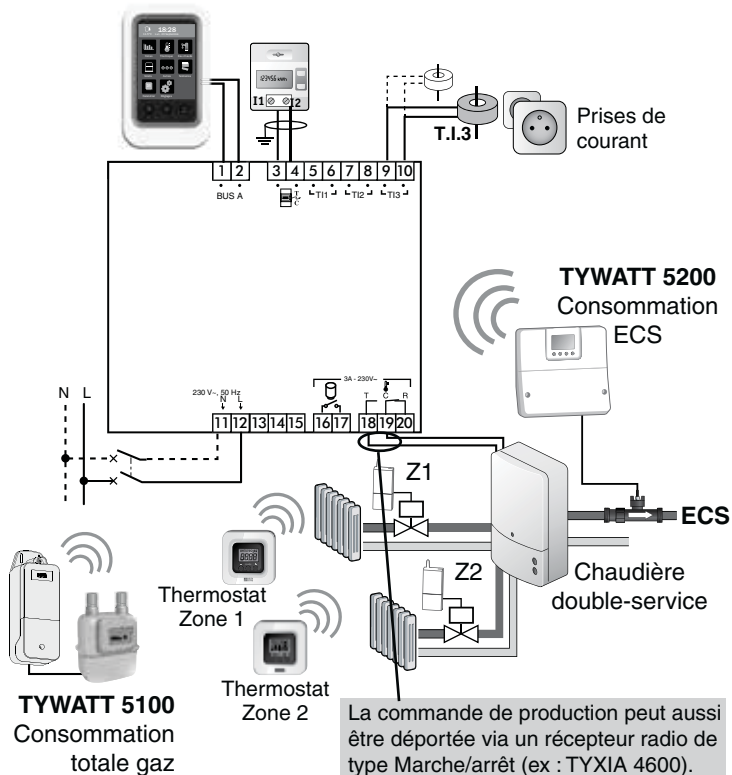 18:28
123456 kWh
I1 I2
T.I.3
Prises de
courant
1 2 3 4 5 6 7 8 9 10
BUS A T C TI1 TI2 TI3
TYWATT 5200
Consommation
ECS
N L
230 V~, 50 Hz
N L
3A - 230V~
T C R
11 12 13 14 15 16 17 18 19 20
Z1
ECS
Thermostat
Zone 1
Z2
Chaudière
double-service
Thermostat
Zone 2
TYWATT 5100
Consommation
totale gaz
La commande de production peut aussi
être déportée via un récepteur radio de
type Marche/arrêt (ex : TYXIA 4600).